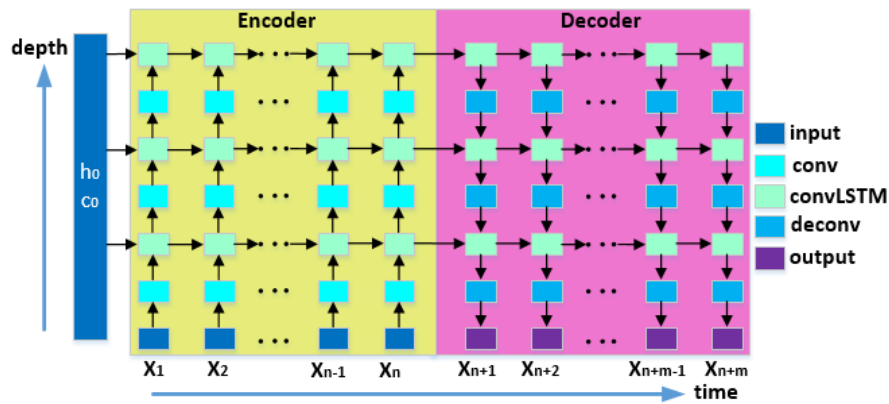 Encoder
Decoder
depth
h0
c0
input
conv
convLSTM
deconv
output
X1 X2 Xn-1 Xn Xn+1 Xn+2 Xn+m-1 Xn+m
time